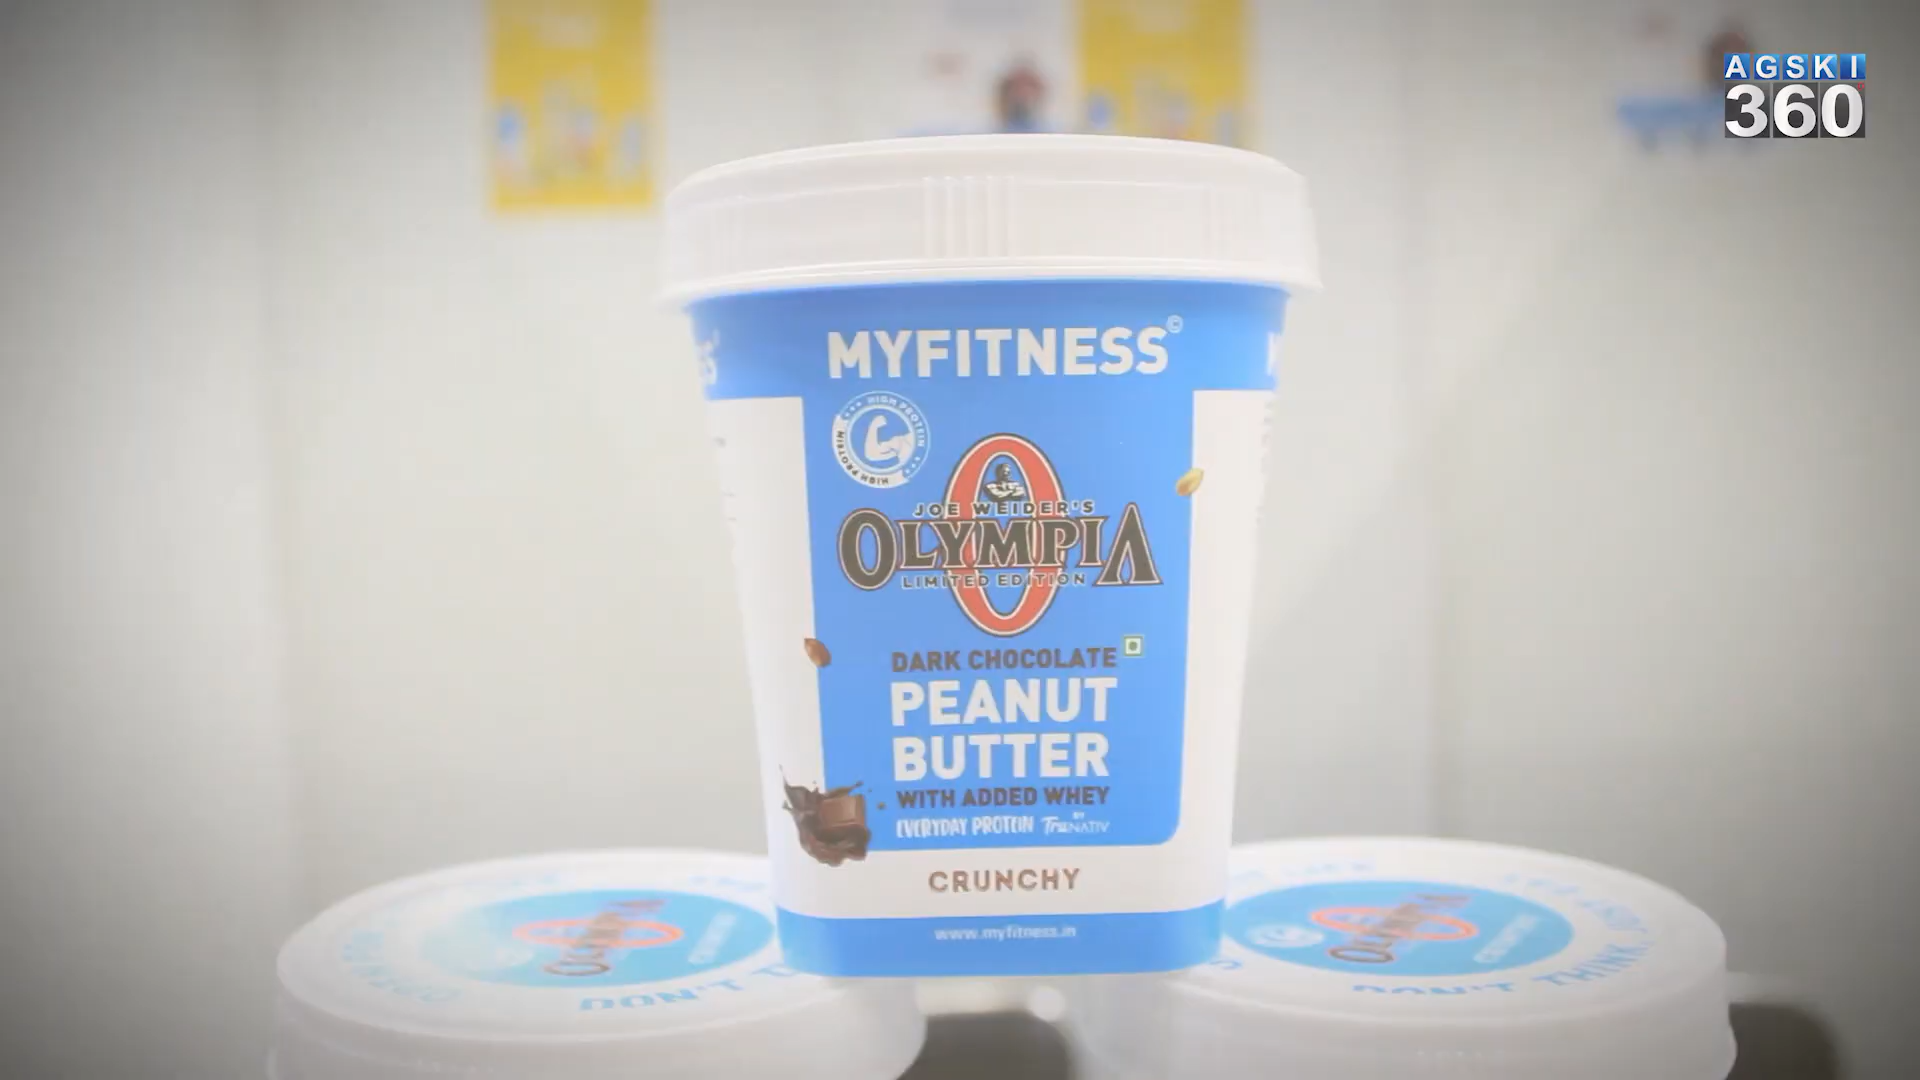 AGSKI
360
MYFITNESS©
HIGH PROTEIN
HIGH PROTEIN
JOE WEIDER'S
OLYMPIA
LIMITED EDITION
DARK CHOCOLATE
PEANUT
BUTTER
WITH ADDED WHEY
EVERYDAY PROTEIN BY TruNATIV
CRUNCHY
www.myfitness.in
OLYMPIA
DON'T
OLYMPIA
DON'T THINK,